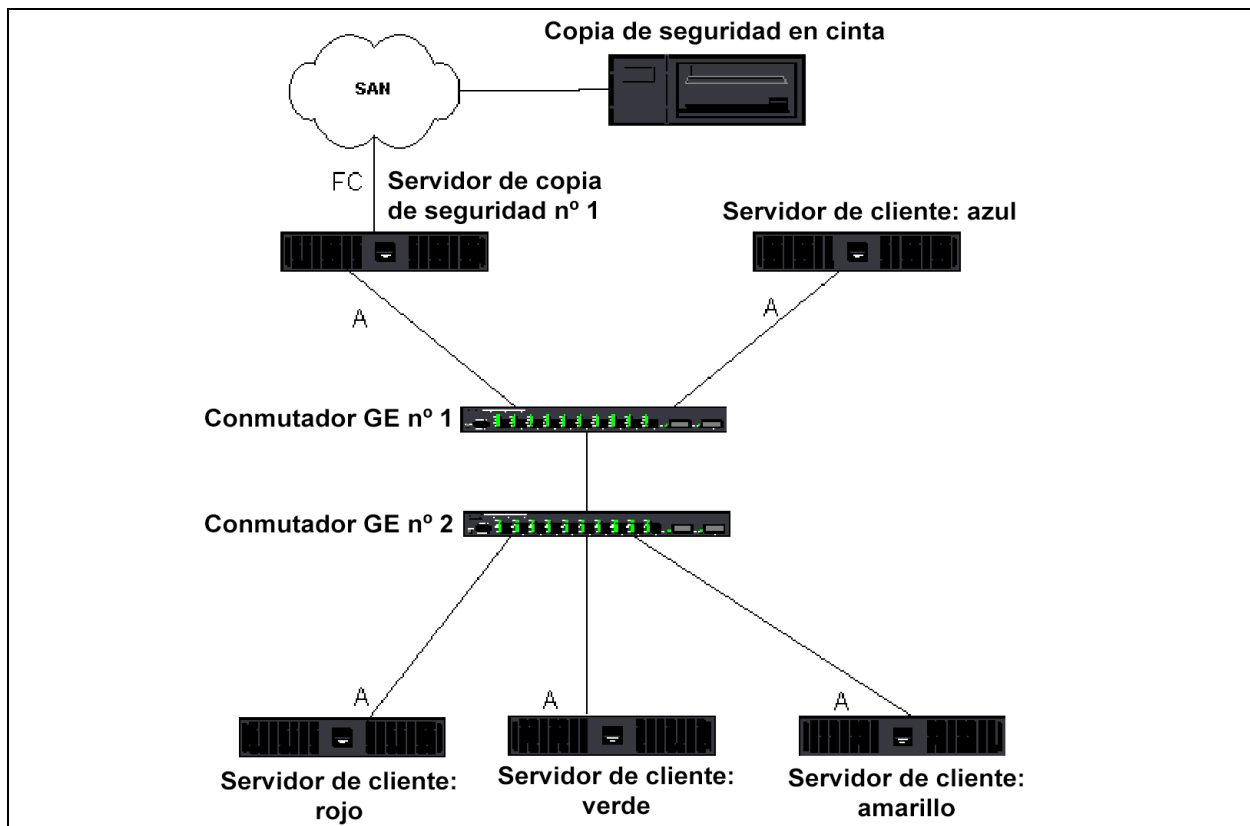 Copia de seguridad en cinta
SAN
FC
Servidor de copia
de seguridad nº 1
Servidor de cliente: azul
A
A
Conmutador GE nº 1
Conmutador GE nº 2
A
A
A
Servidor de cliente:
rojo
Servidor de cliente:
verde
Servidor de cliente:
amarillo